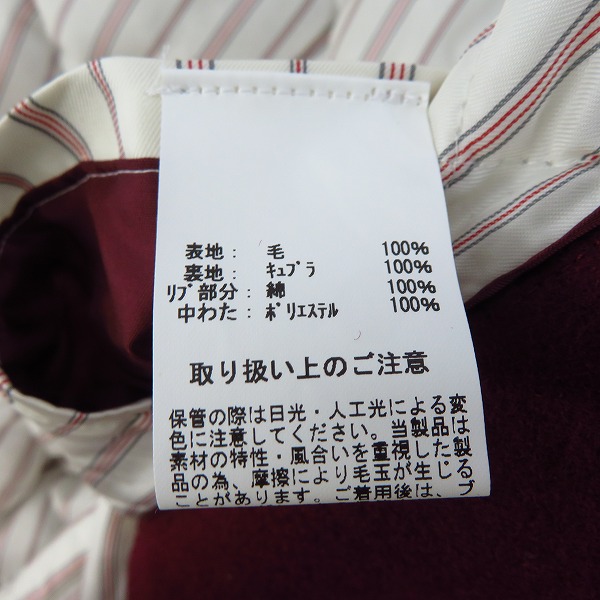 表地： 毛 100%
裏地： ｷｭﾌﾟﾗ 100%
ﾘﾌﾞ部分： 綿 100%
中わた： ﾎﾟﾘｴｽﾃﾙ 100%
取り扱い上のご注意
保管の際は日光・人工光による変
色に注意してください。当製品は
素材の特性・風合いを重視した製
品の為、摩擦により毛玉が生じる
ことがあります。ご着用後は、ブ